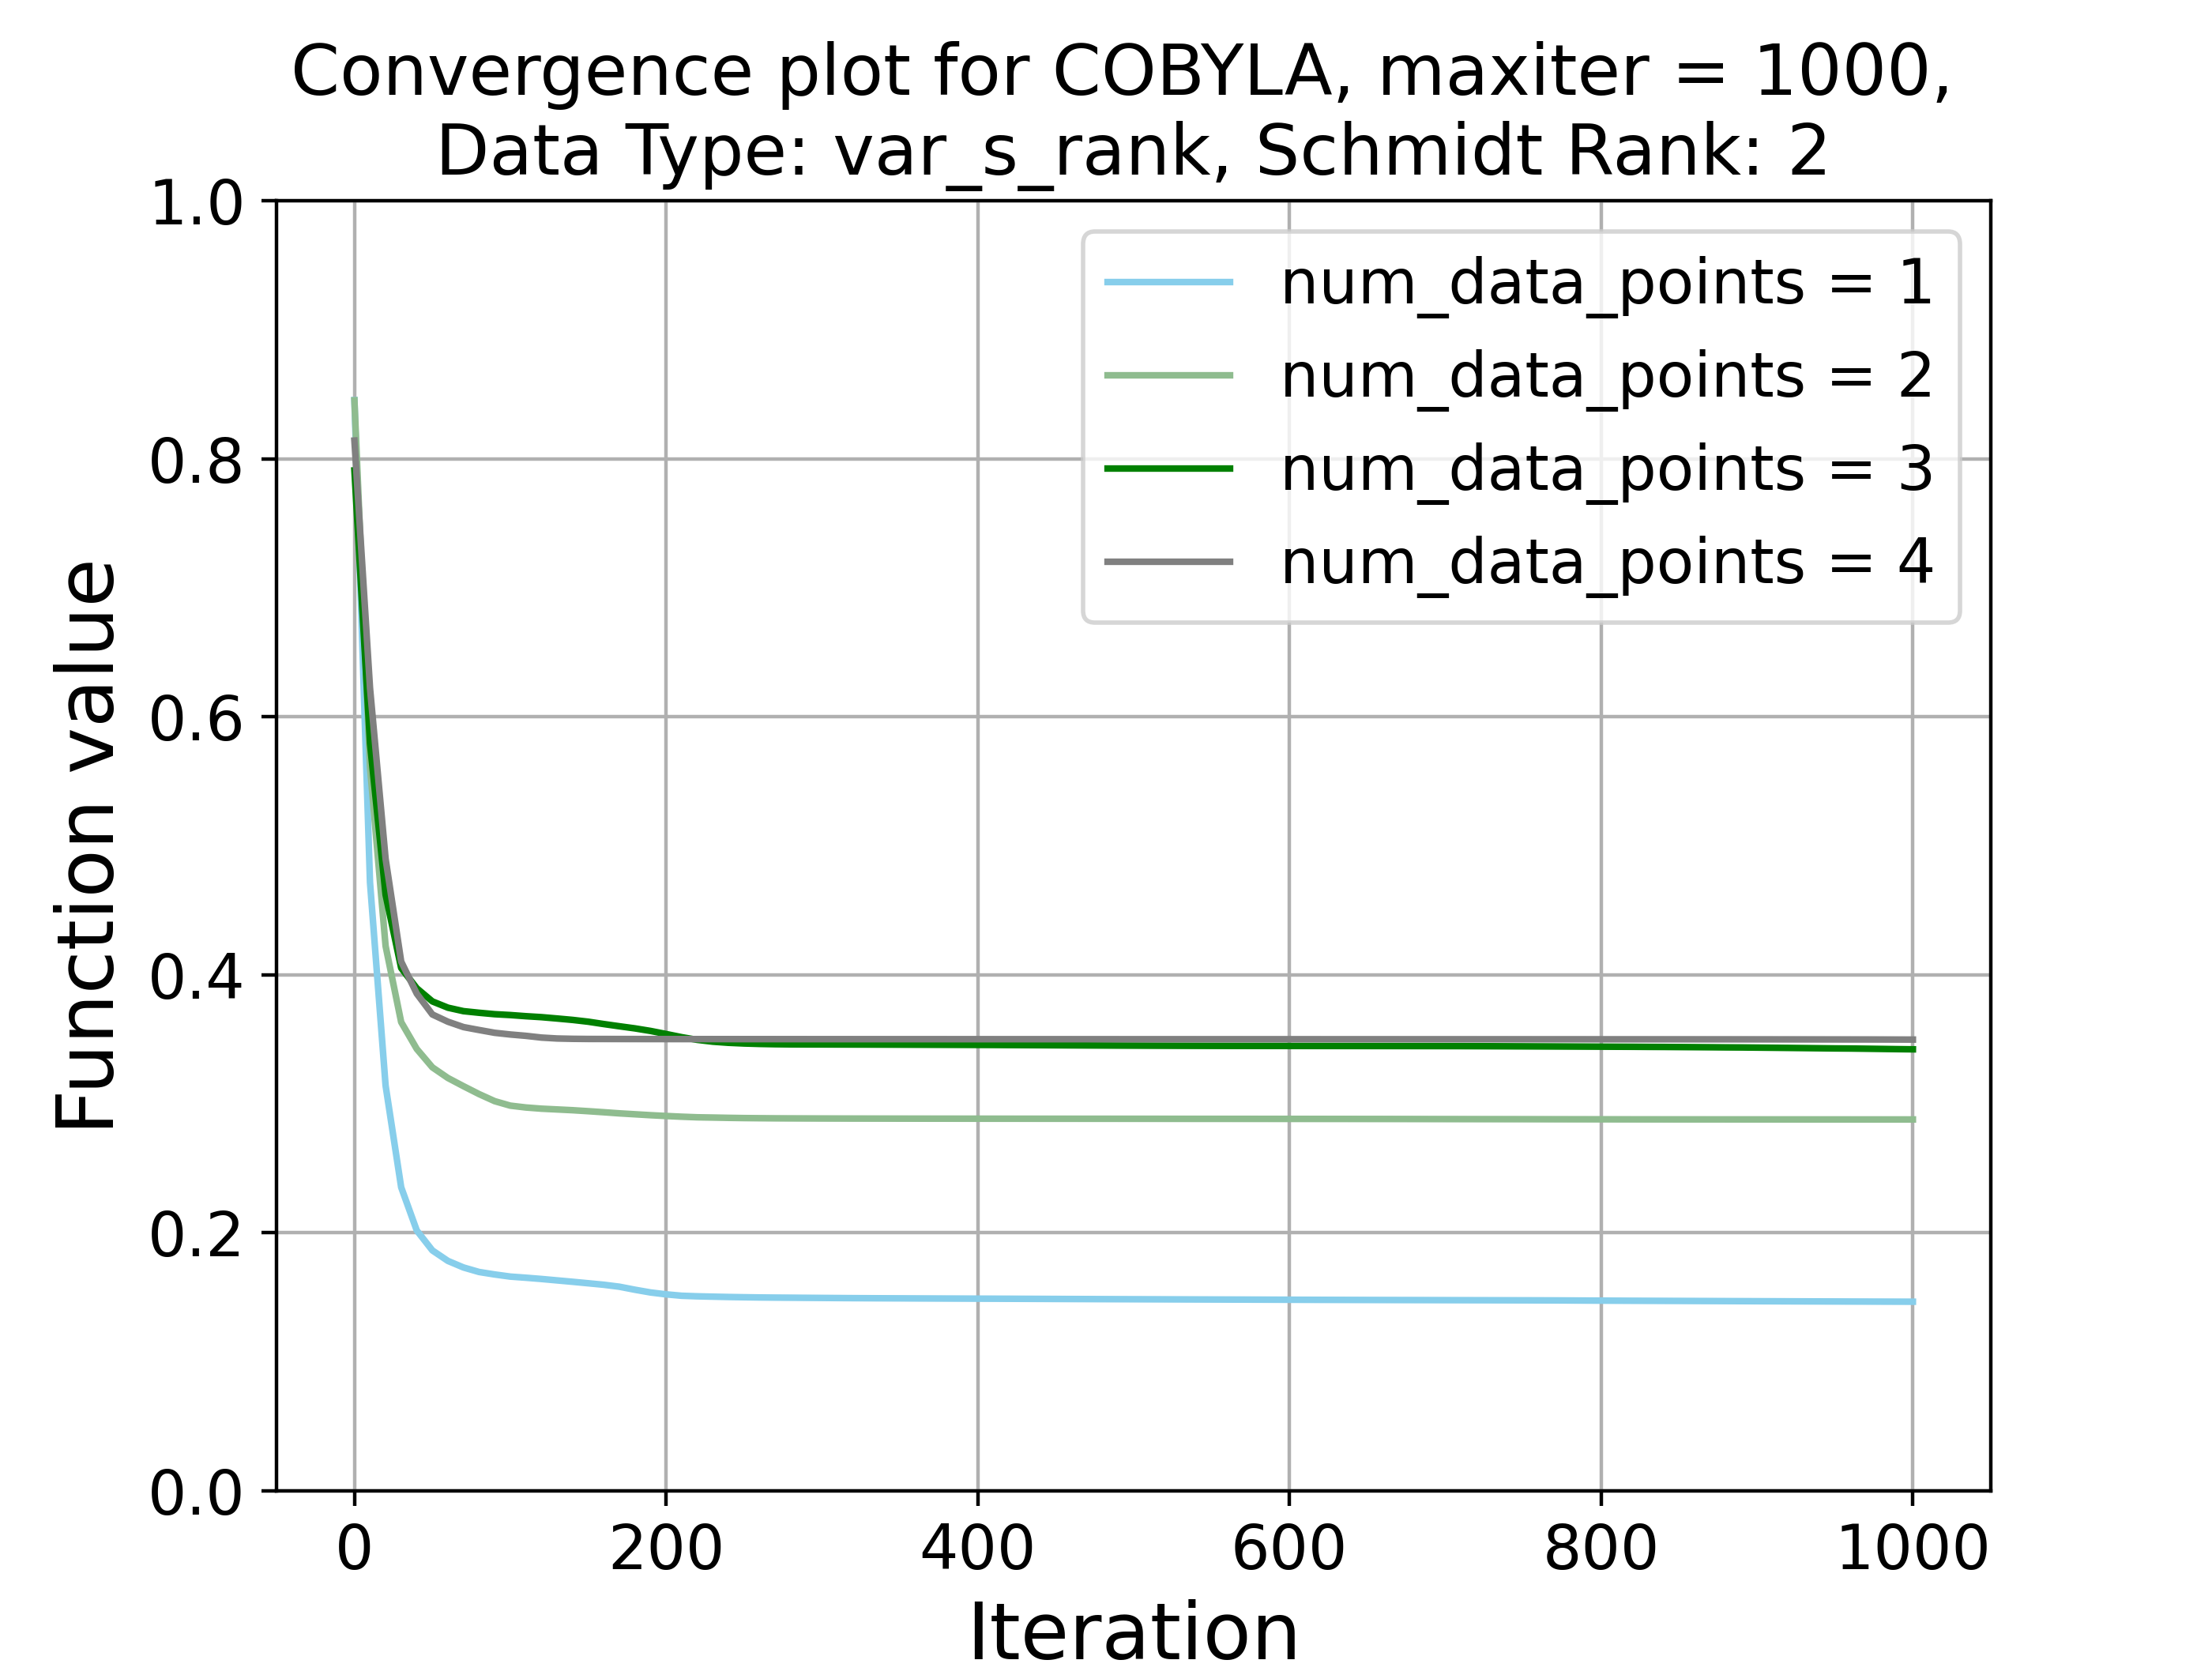 Convergence plot for COBYLA, maxiter = 1000,
Data Type: var_s_rank, Schmidt Rank: 2
1.0
0.8
0.6
0.4
0.2
0.0
Function value
num_data_points = 1
num_data_points = 2
num_data_points = 3
num_data_points = 4
0 200 400 600 800 1000
Iteration